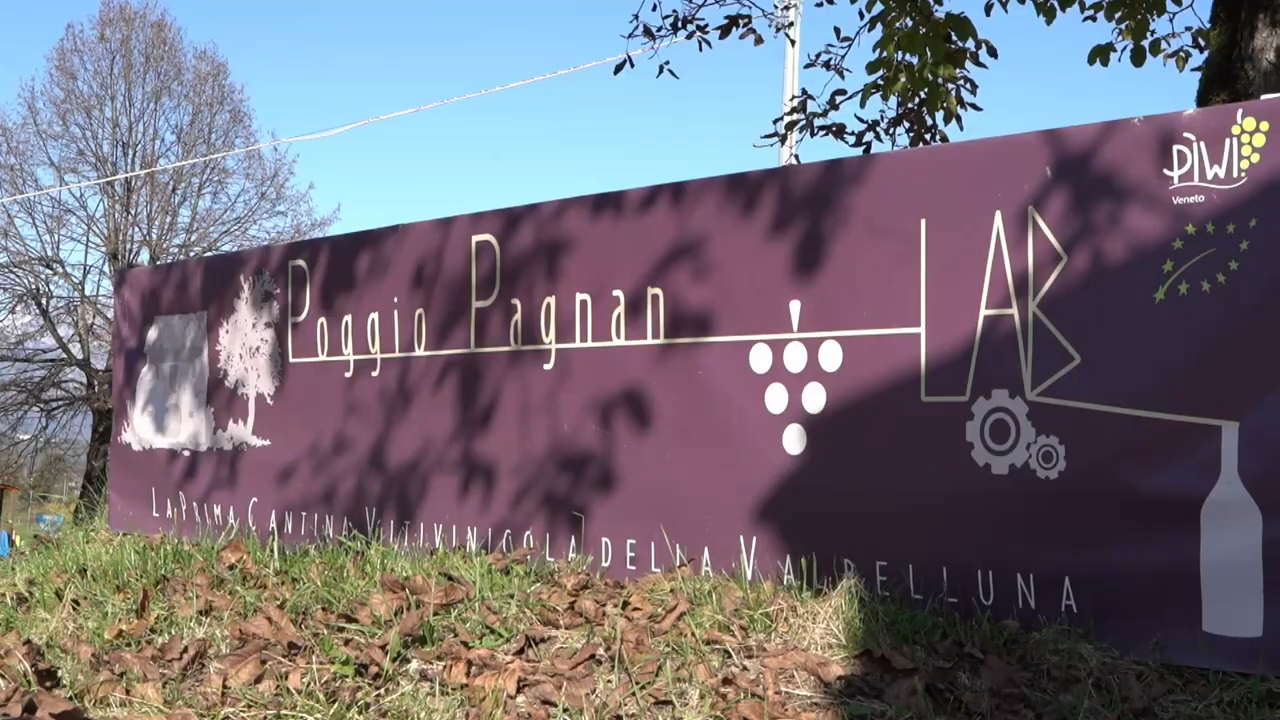 PIWI
Veneto
Poggio Pagnan LAB
LA PRIMA CANTINA VITIVINICOLA DELLA VALBELLUNA